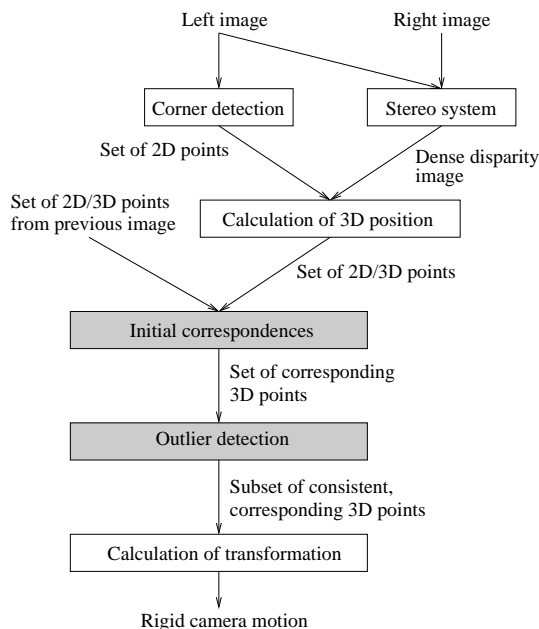 Left image
Right image
Corner detection
Stereo system
Set of 2D points
Dense disparity
image
Set of 2D/3D points
from previous image
Calculation of 3D position
Set of 2D/3D points
Initial correspondences
Set of corresponding
3D points
Outlier detection
Subset of consistent,
corresponding 3D points
Calculation of transformation
Rigid camera motion